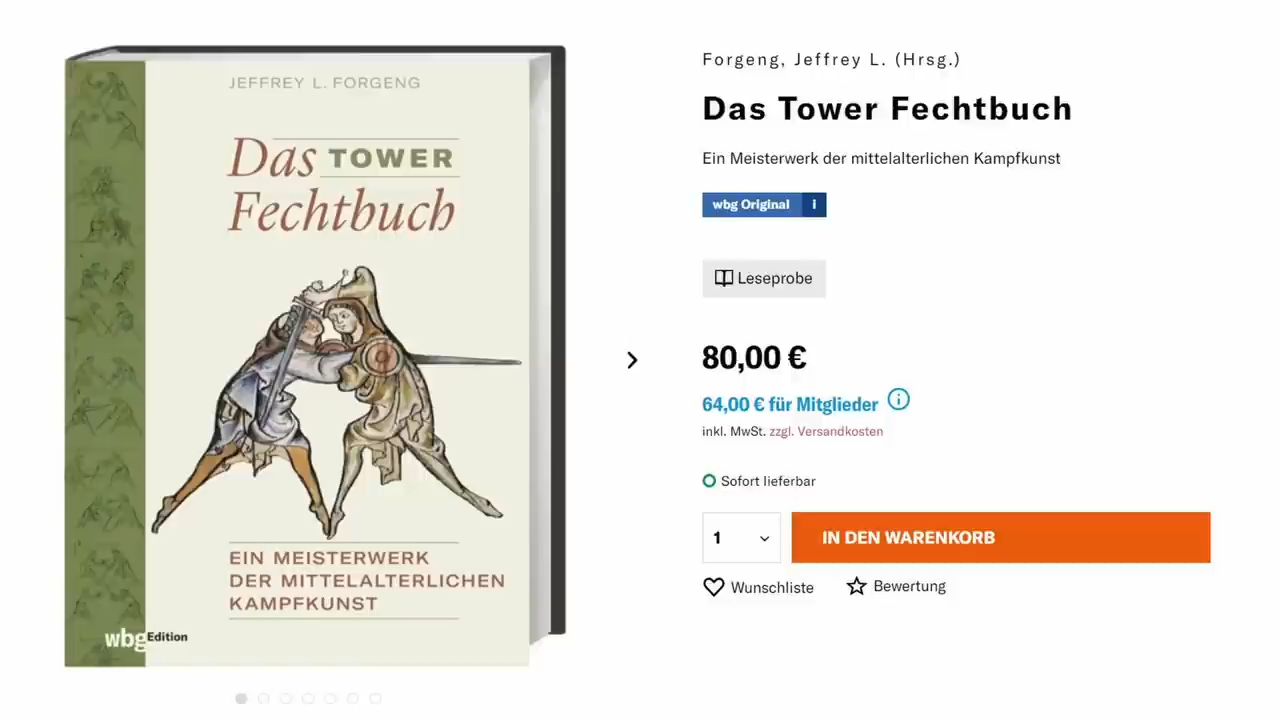 JEFFREY L. FORGENG
Das TOWER
Fechtbuch
EIN MEISTERWERK
DER MITTELALTERLICHEN
KAMPFKUNST
wbg Edition
Forgeng, Jeffrey L. (Hrsg.)
Das Tower Fechtbuch
Ein Meisterwerk der mittelalterlichen Kampfkunst
wbg Original i
Leseprobe
80,00 €
64,00 € für Mitglieder i
inkl. MwSt. zzgl. Versandkosten
Sofort lieferbar
1 IN DEN WARENKORB
Wunschliste Bewertung